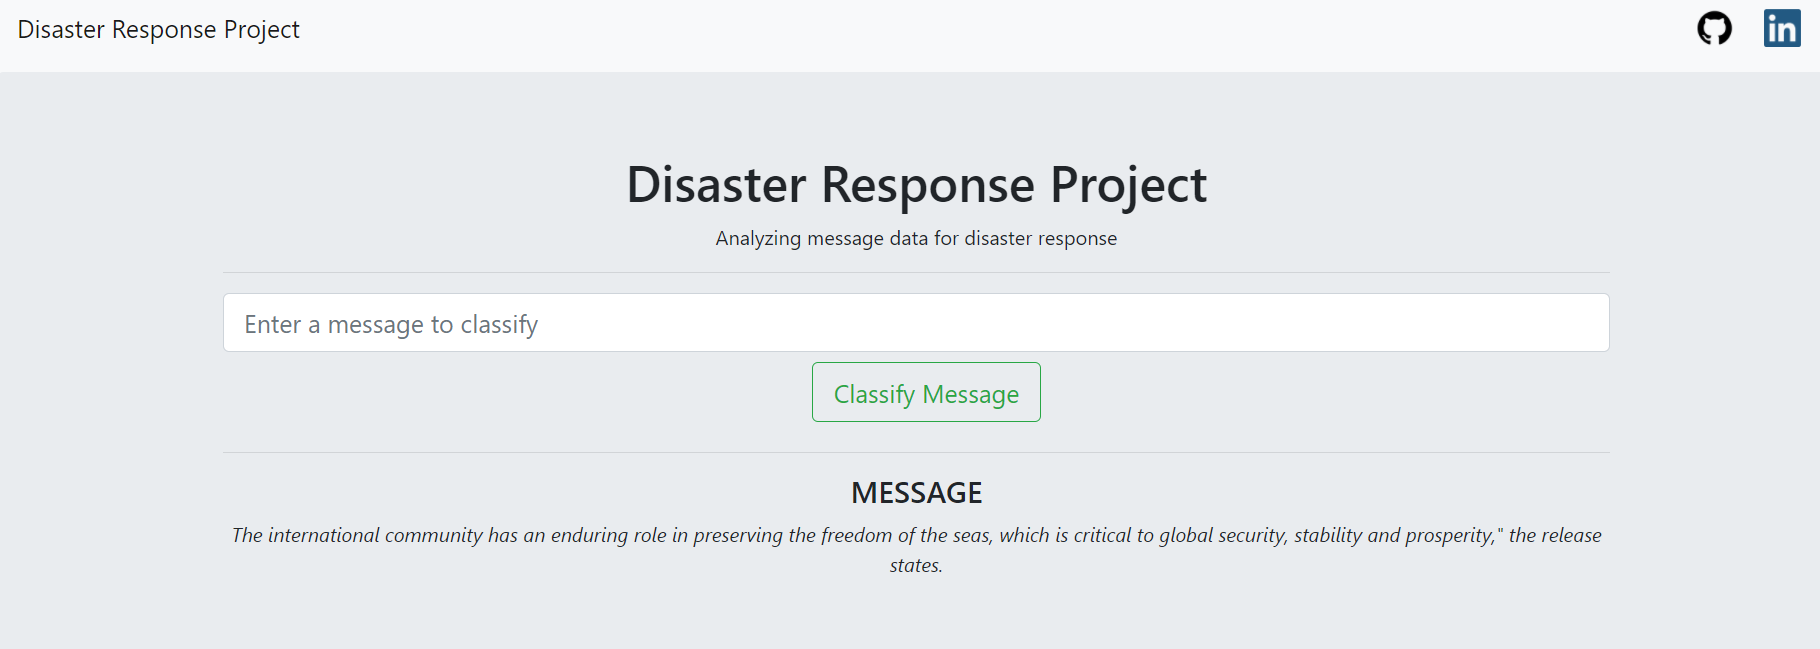 Disaster Response Project
in
Disaster Response Project
Analyzing message data for disaster response
Enter a message to classify
Classify Message
MESSAGE
The international community has an enduring role in preserving the freedom of the seas, which is critical to global security, stability and prosperity," the release
states.